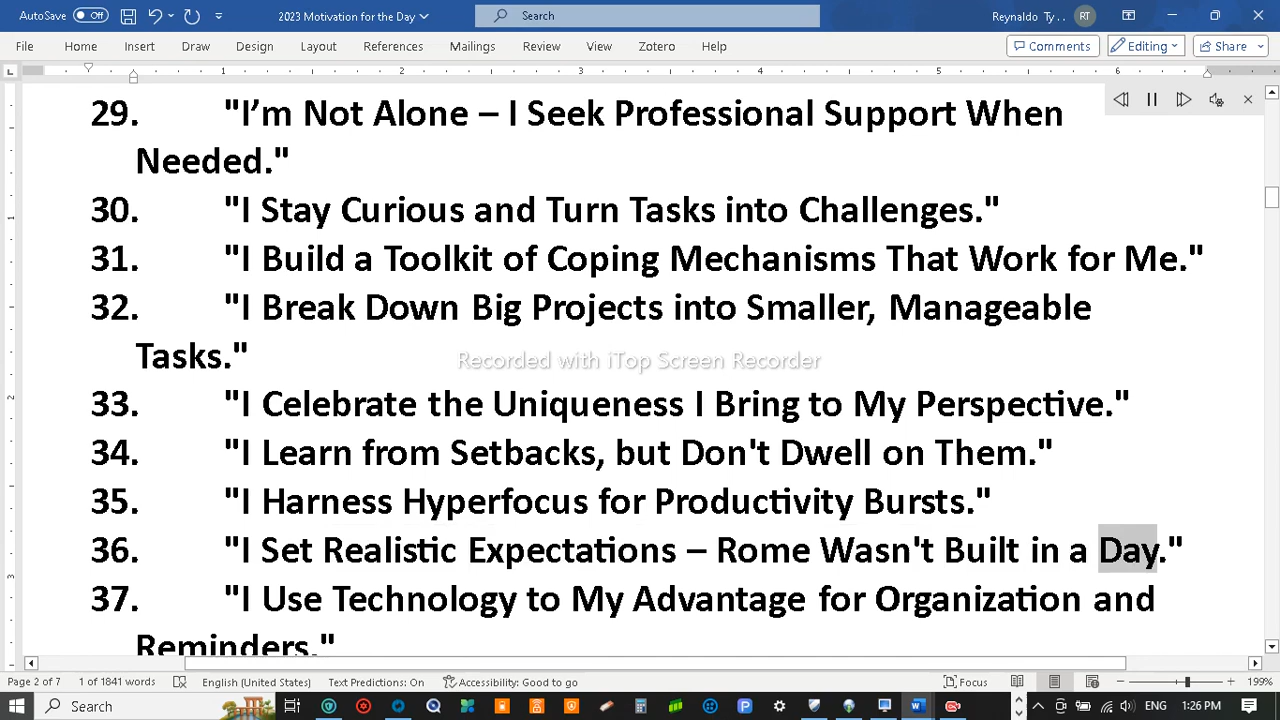 AutoSave Off 2023 Motivation for the Day Search Reynaldo Ty .. RT
File Home Insert Draw Design Layout References Mailings Review View Zotero Help Comments Editing Share
1 2 3 4 5 6
29. "I’m Not Alone – I Seek Professional Support When
Needed."
30. "I Stay Curious and Turn Tasks into Challenges."
31. "I Build a Toolkit of Coping Mechanisms That Work for Me."
32. "I Break Down Big Projects into Smaller, Manageable
Tasks."
Recorded with iTop Screen Recorder
33. "I Celebrate the Uniqueness I Bring to My Perspective."
34. "I Learn from Setbacks, but Don't Dwell on Them."
35. "I Harness Hyperfocus for Productivity Bursts."
36. "I Set Realistic Expectations – Rome Wasn't Built in a Day."
37. "I Use Technology to My Advantage for Organization and
Reminders."
Page 2 of 7 1 of 1841 words English (United States) Text Predictions: On Accessibility: Good to go Focus 199%
Search ENG 1:26 PM